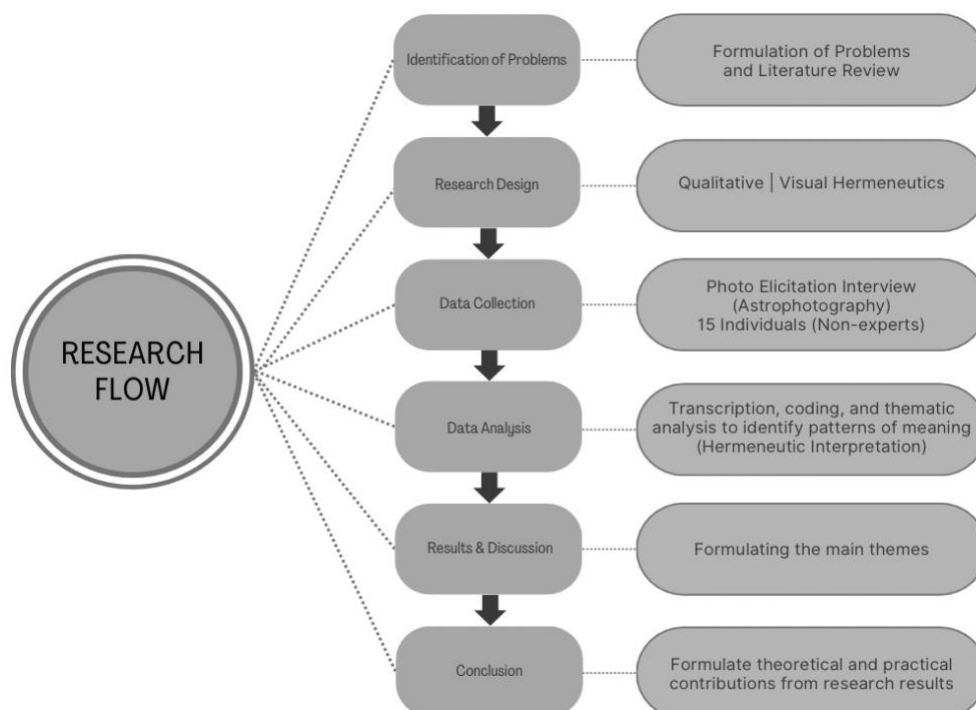 RESEARCH
FLOW
Identification of Problems
Formulation of Problems
and Literature Review
Research Design
Qualitative | Visual Hermeneutics
Data Collection
Photo Elicitation Interview
(Astrophotography)
15 Individuals (Non-experts)
Data Analysis
Transcription, coding, and thematic
analysis to identify patterns of meaning
(Hermeneutic Interpretation)
Results & Discussion
Formulating the main themes
Conclusion
Formulate theoretical and practical
contributions from research results